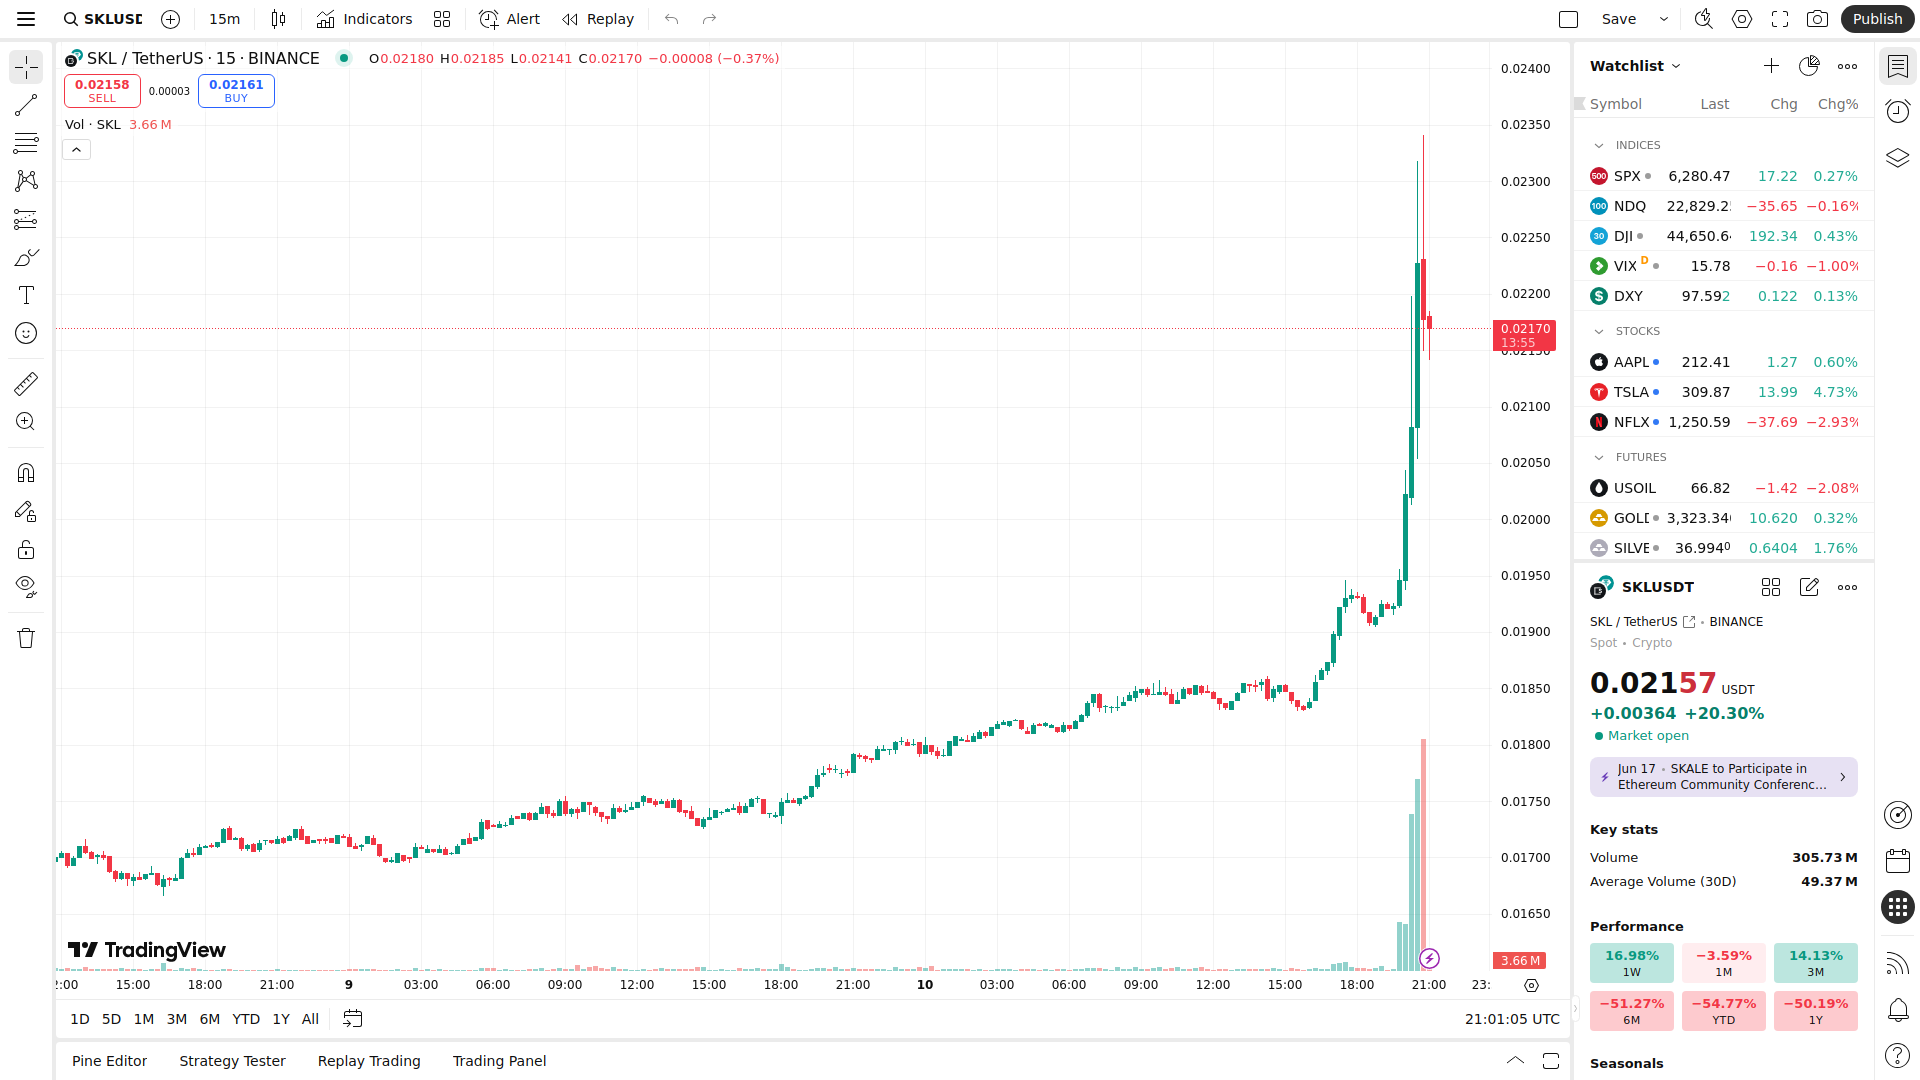 SKLUSD
15m
Indicators
Alert
Replay
Save
Publish
SKL / TetherUS · 15 · BINANCE
O0.02180 H0.02185 L0.02141 C0.02170 −0.00008 (−0.37%)
0.02158
SELL
0.00003
0.02161
BUY
Vol · SKL 3.66 M
0.02400
0.02350
0.02300
0.02250
0.02200
0.02170
13:55
0.02150
0.02100
0.02050
0.02000
0.01950
0.01900
0.01850
0.01800
0.01750
0.01700
0.01650
3.66 M
TradingView
2:00 15:00 18:00 21:00 9 03:00 06:00 09:00 12:00 15:00 18:00 21:00 10 03:00 06:00 09:00 12:00 15:00 18:00 21:00 23:
1D 5D 1M 3M 6M YTD 1Y All
21:01:05 UTC
Pine Editor Strategy Tester Replay Trading Trading Panel
Watchlist
Symbol Last Chg Chg%
INDICES
500 SPX 6,280.47 17.22 0.27%
100 NDQ 22,829.2 −35.65 −0.16%
30 DJI 44,650.6 192.34 0.43%
VIX D 15.78 −0.16 −1.00%
$ DXY 97.592 0.122 0.13%
STOCKS
AAPL 212.41 1.27 0.60%
TSLA 309.87 13.99 4.73%
N NFLX 1,250.59 −37.69 −2.93%
FUTURES
USOIL 66.82 −1.42 −2.08%
GOLD 3,323.34 10.620 0.32%
SILVE 36.9940 0.6404 1.76%
SKLUSDT
SKL / TetherUS • BINANCE
Spot • Crypto
0.02157 USDT
+0.00364 +20.30%
Market open
Jun 17 • SKALE to Participate in
Ethereum Community Conferenc...
Key stats
Volume 305.73 M
Average Volume (30D) 49.37 M
Performance
16.98% −3.59% 14.13%
1W 1M 3M
−51.27% −54.77% −50.19%
6M YTD 1Y
Seasonals